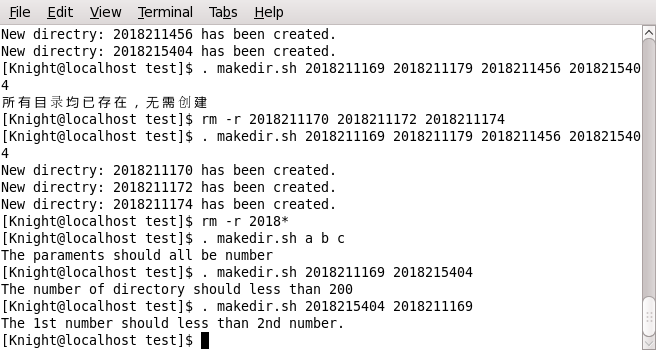 File Edit View Terminal Tabs Help
New directry: 2018211456 has been created.
New directry: 2018215404 has been created.
[Knight@localhost test]$ . makedir.sh 2018211169 2018211179 2018211456 201821540
4
所有目录均已存在，无需创建
[Knight@localhost test]$ rm -r 2018211170 2018211172 2018211174
[Knight@localhost test]$ . makedir.sh 2018211169 2018211179 2018211456 201821540
4
New directry: 2018211170 has been created.
New directry: 2018211172 has been created.
New directry: 2018211174 has been created.
[Knight@localhost test]$ rm -r 2018*
[Knight@localhost test]$ . makedir.sh a b c
The paraments should all be number
[Knight@localhost test]$ . makedir.sh 2018211169 2018215404
The number of directory should less than 200
[Knight@localhost test]$ . makedir.sh 2018215404 2018211169
The 1st number should less than 2nd number.
[Knight@localhost test]$